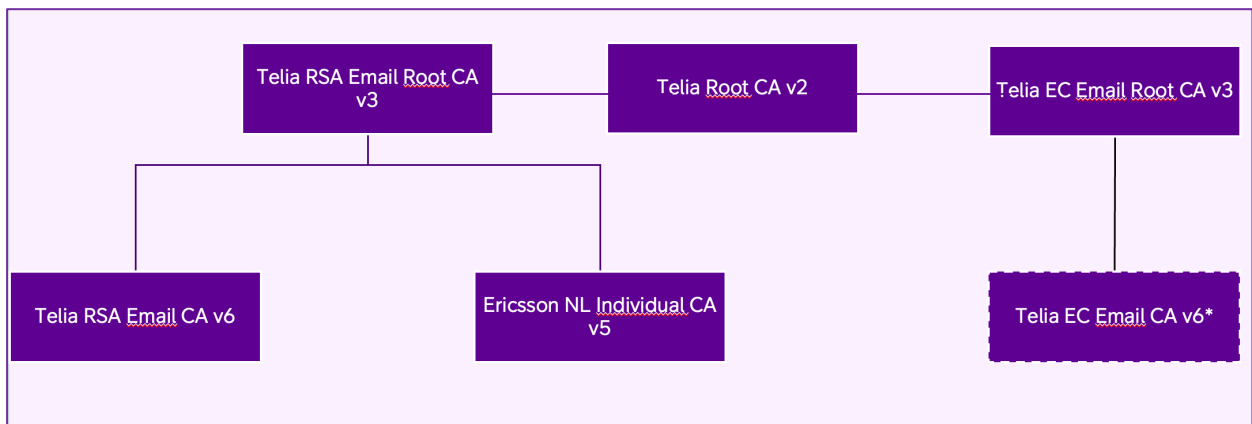 Telia RSA Email Root CA
v3
Telia Root CA v2
Telia EC Email Root CA v3
Telia RSA Email CA v6
Ericsson NL Individual CA
v5
Telia EC Email CA v6*